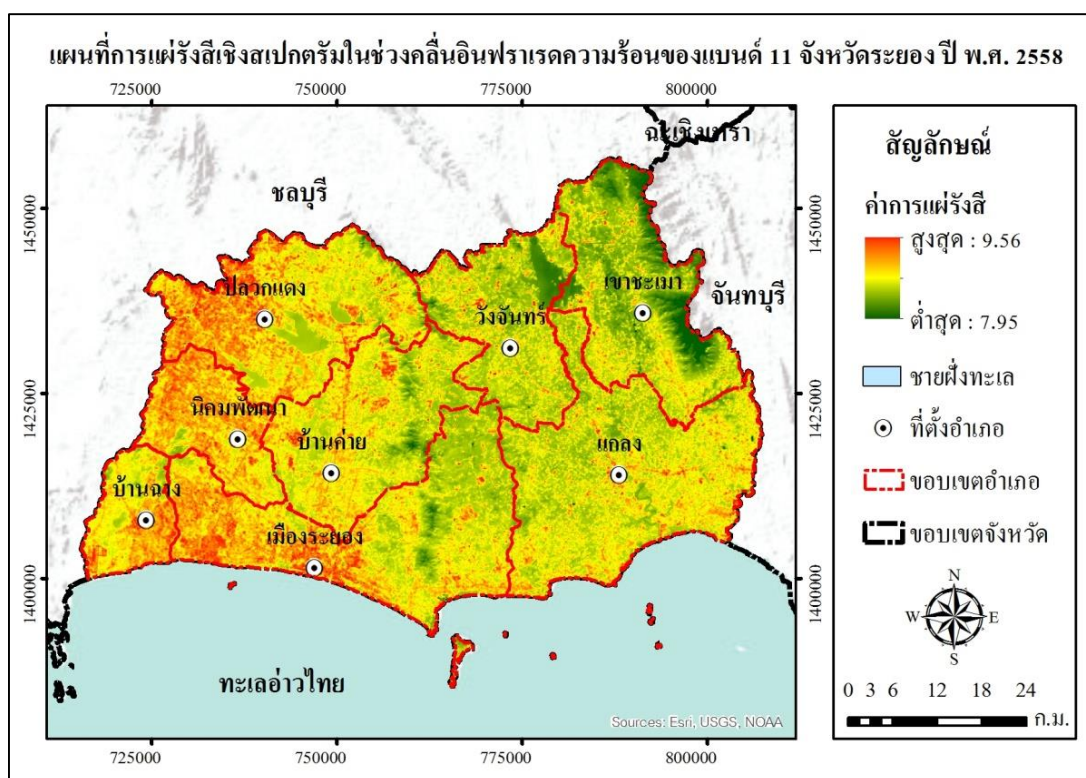 แผนที่การแผ่รังสีเชิงสเปกตรัมในช่วงคลื่นอินฟราเรดความร้อนของแบนด์ 11 จังหวัดระยอง ปี พ.ศ. 2558
725000 750000 775000 800000
ฉะเชิงเทรา
ชลบุรี
1450000 1450000
ปลวกแดง
เขาชะเมา
จันทบุรี
วังจันทร์
1425000 1425000
นิคมพัฒนา
บ้านค่าย
แกลง
บ้านฉาง
เมืองระยอง
1400000 1400000
ทะเลอ่าวไทย
Sources: Esri, USGS, NOAA
725000 750000 775000 800000
สัญลักษณ์
ค่าการแผ่รังสี
สูงสุด : 9.56
ต่ำสุด : 7.95
ชายฝั่งทะเล
ที่ตั้งอำเภอ
ขอบเขตอำเภอ
ขอบเขตจังหวัด
N
W E
S
0 3 6 12 18 24
ก.ม.